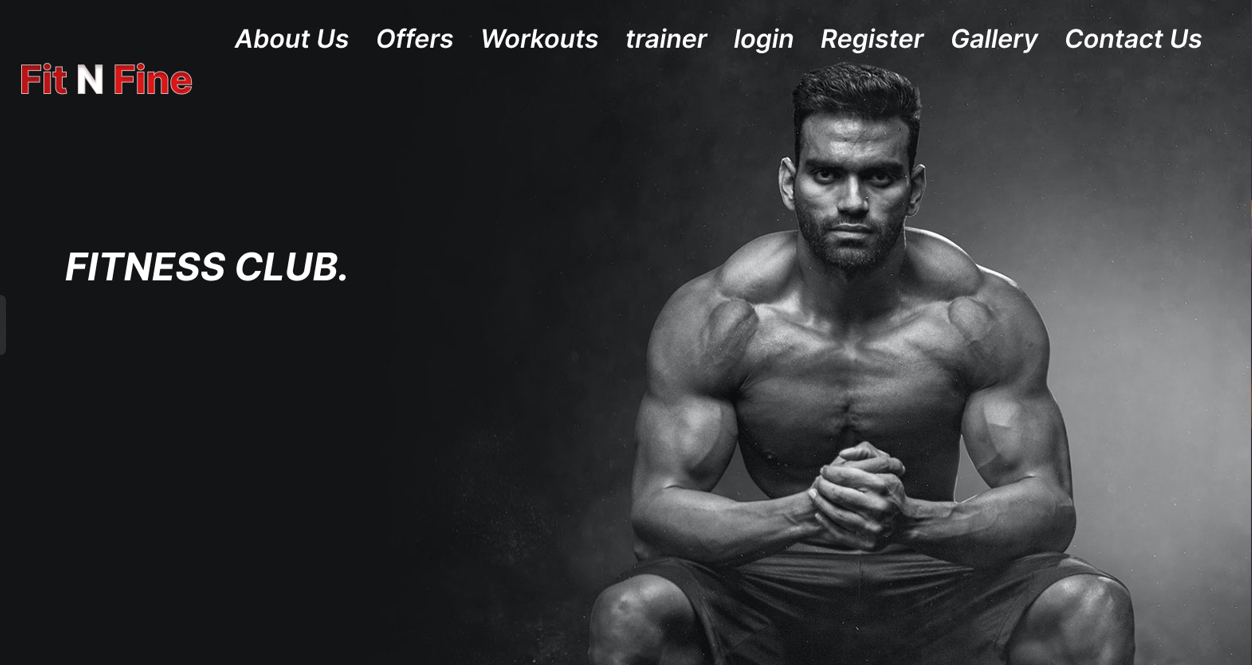 About Us Offers Workouts trainer login Register Gallery Contact Us
Fit N Fine
FITNESS CLUB.